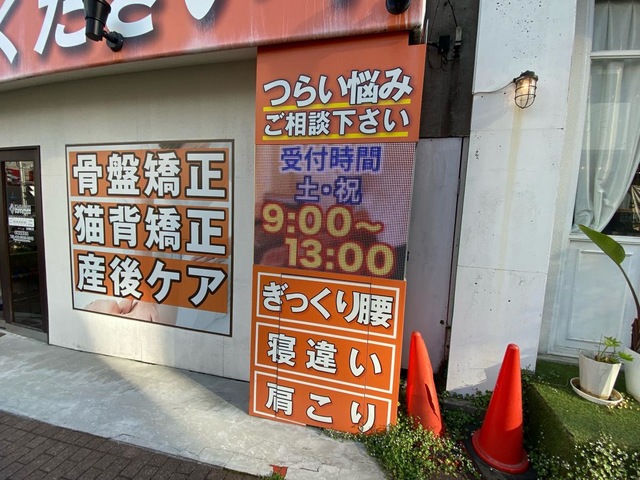 ください
骨盤矯正
猫背矯正
産後ケア
つらい悩み
ご相談下さい
受付時間
土・祝
9:00～
13:00
ぎっくり腰
寝違い
肩こり